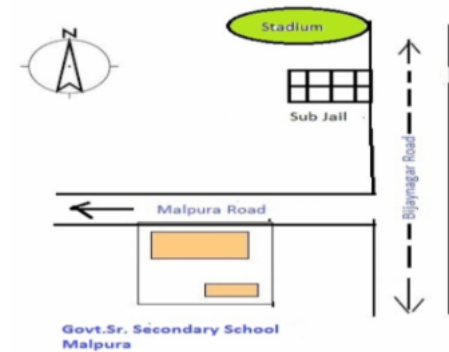 N
Stadium
Sub Jail
Bijaynagar Road
Malpura Road
Govt.Sr. Secondary School
Malpura